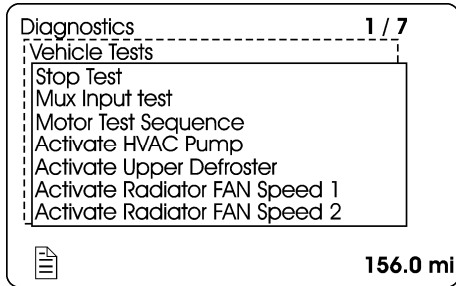 Diagnostics 1 / 7
Vehicle Tests
Stop Test
Mux Input test
Motor Test Sequence
Activate HVAC Pump
Activate Upper Defroster
Activate Radiator FAN Speed 1
Activate Radiator FAN Speed 2
156.0 mi